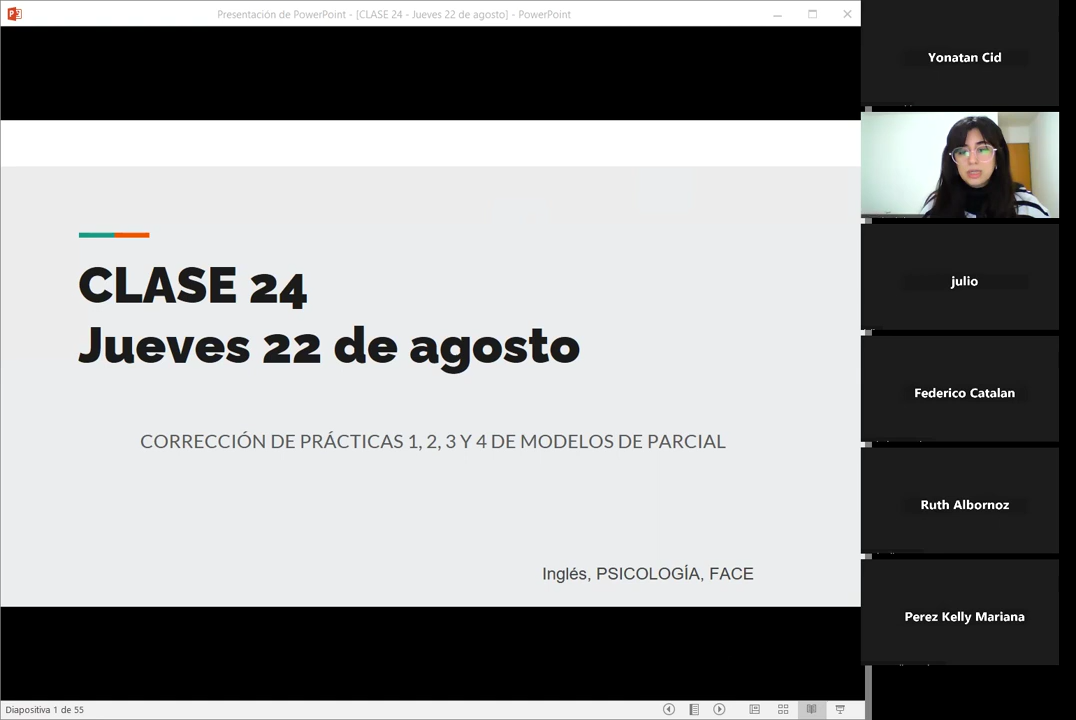 Presentación de PowerPoint - [CLASE 24 - Jueves 22 de agosto] - PowerPoint
CLASE 24
Jueves 22 de agosto
CORRECCIÓN DE PRÁCTICAS 1, 2, 3 Y 4 DE MODELOS DE PARCIAL
Inglés, PSICOLOGÍA, FACE
Diapositiva 1 de 55
Yonatan Cid
julio
Federico Catalan
Ruth Albornoz
Perez Kelly Mariana